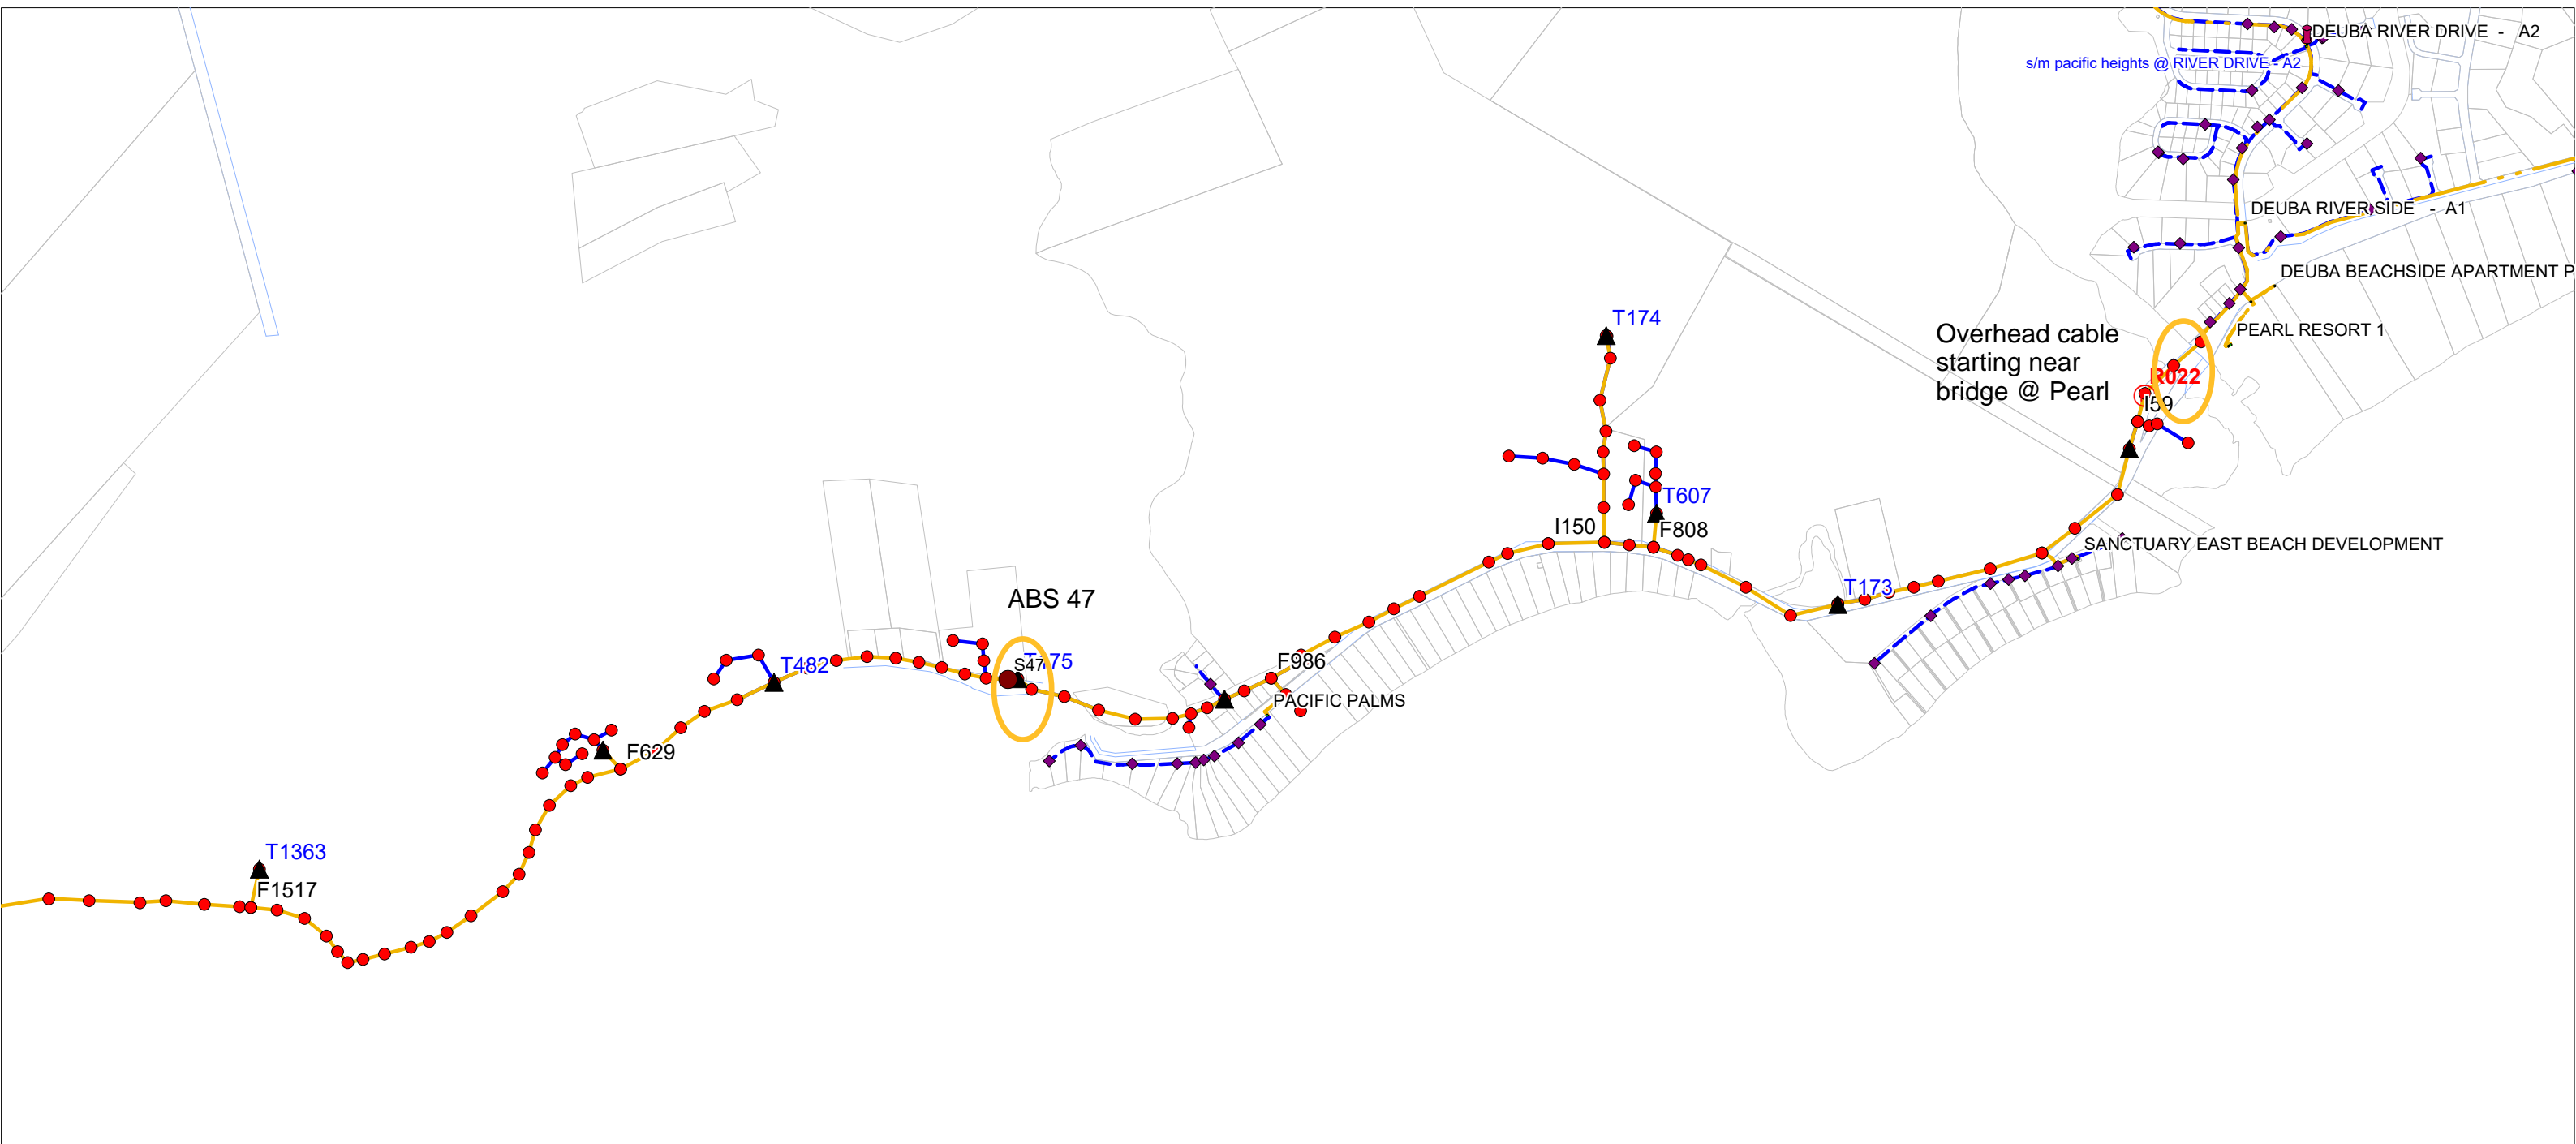 DEUBA RIVER DRIVE - A2
s/m pacific heights @ RIVER DRIVE - A2
DEUBA RIVER SIDE - A1
DEUBA BEACHSIDE APARTMENT P
T174
Overhead cable
starting near
bridge @ Pearl
PEARL RESORT 1
R022
I59
T607
I150
F808
SANCTUARY EAST BEACH DEVELOPMENT
T173
ABS 47
T482
S47
T175
F986
PACIFIC PALMS
F629
T1363
F1517